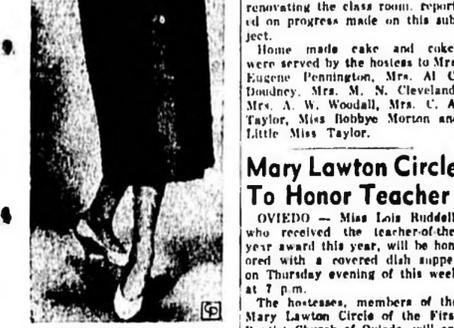 renovating the class room. report
ed on progress made on this sub
ject.
Home made cake and coke
were served by the hostess to Mrs
Eugene Pennington, Mrs. Al C
Doudney, Mrs. M. N. Cleveland
Mrs. A. W. Woodall, Mrs. C. A
Taylor, Miss Bobbye Morton and
Little Miss Taylor.
Mary Lawton Circle
To Honor Teacher
OVIEDO — Miss Lois Ruddell
who received the teacher-of-the
year award this year, will be hon
ored with a covered dish suppe
on Thursday evening of this week
at 7 p.m.
The hostesses, members of the
Mary Lawton Circle of the Firs
CP